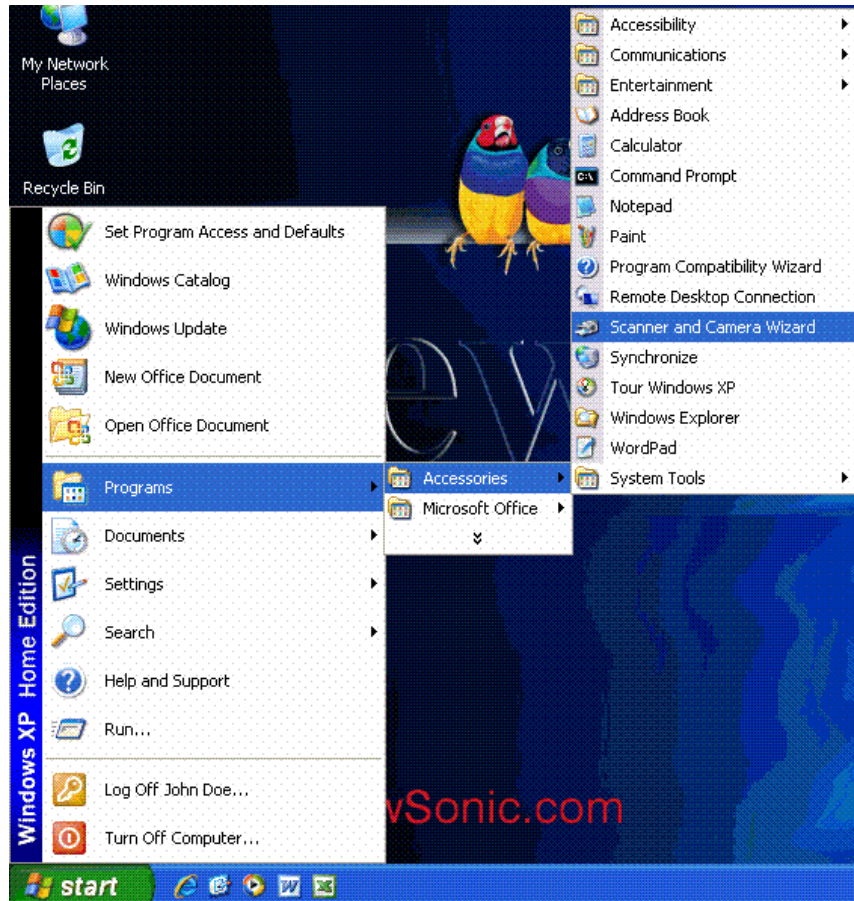 My Network
Places
Recycle Bin
Set Program Access and Defaults
Windows Catalog
Windows Update
New Office Document
Open Office Document
Programs
Documents
Settings
Search
Help and Support
Run...
Log Off John Doe...
Turn Off Computer...
Windows XP Home Edition
Accessories
Microsoft Office
Accessibility
Communications
Entertainment
Address Book
Calculator
C:\
Command Prompt
Notepad
Paint
Program Compatibility Wizard
Remote Desktop Connection
Scanner and Camera Wizard
Synchronize
Tour Windows XP
Windows Explorer
WordPad
System Tools
ew
wSonic.com
start